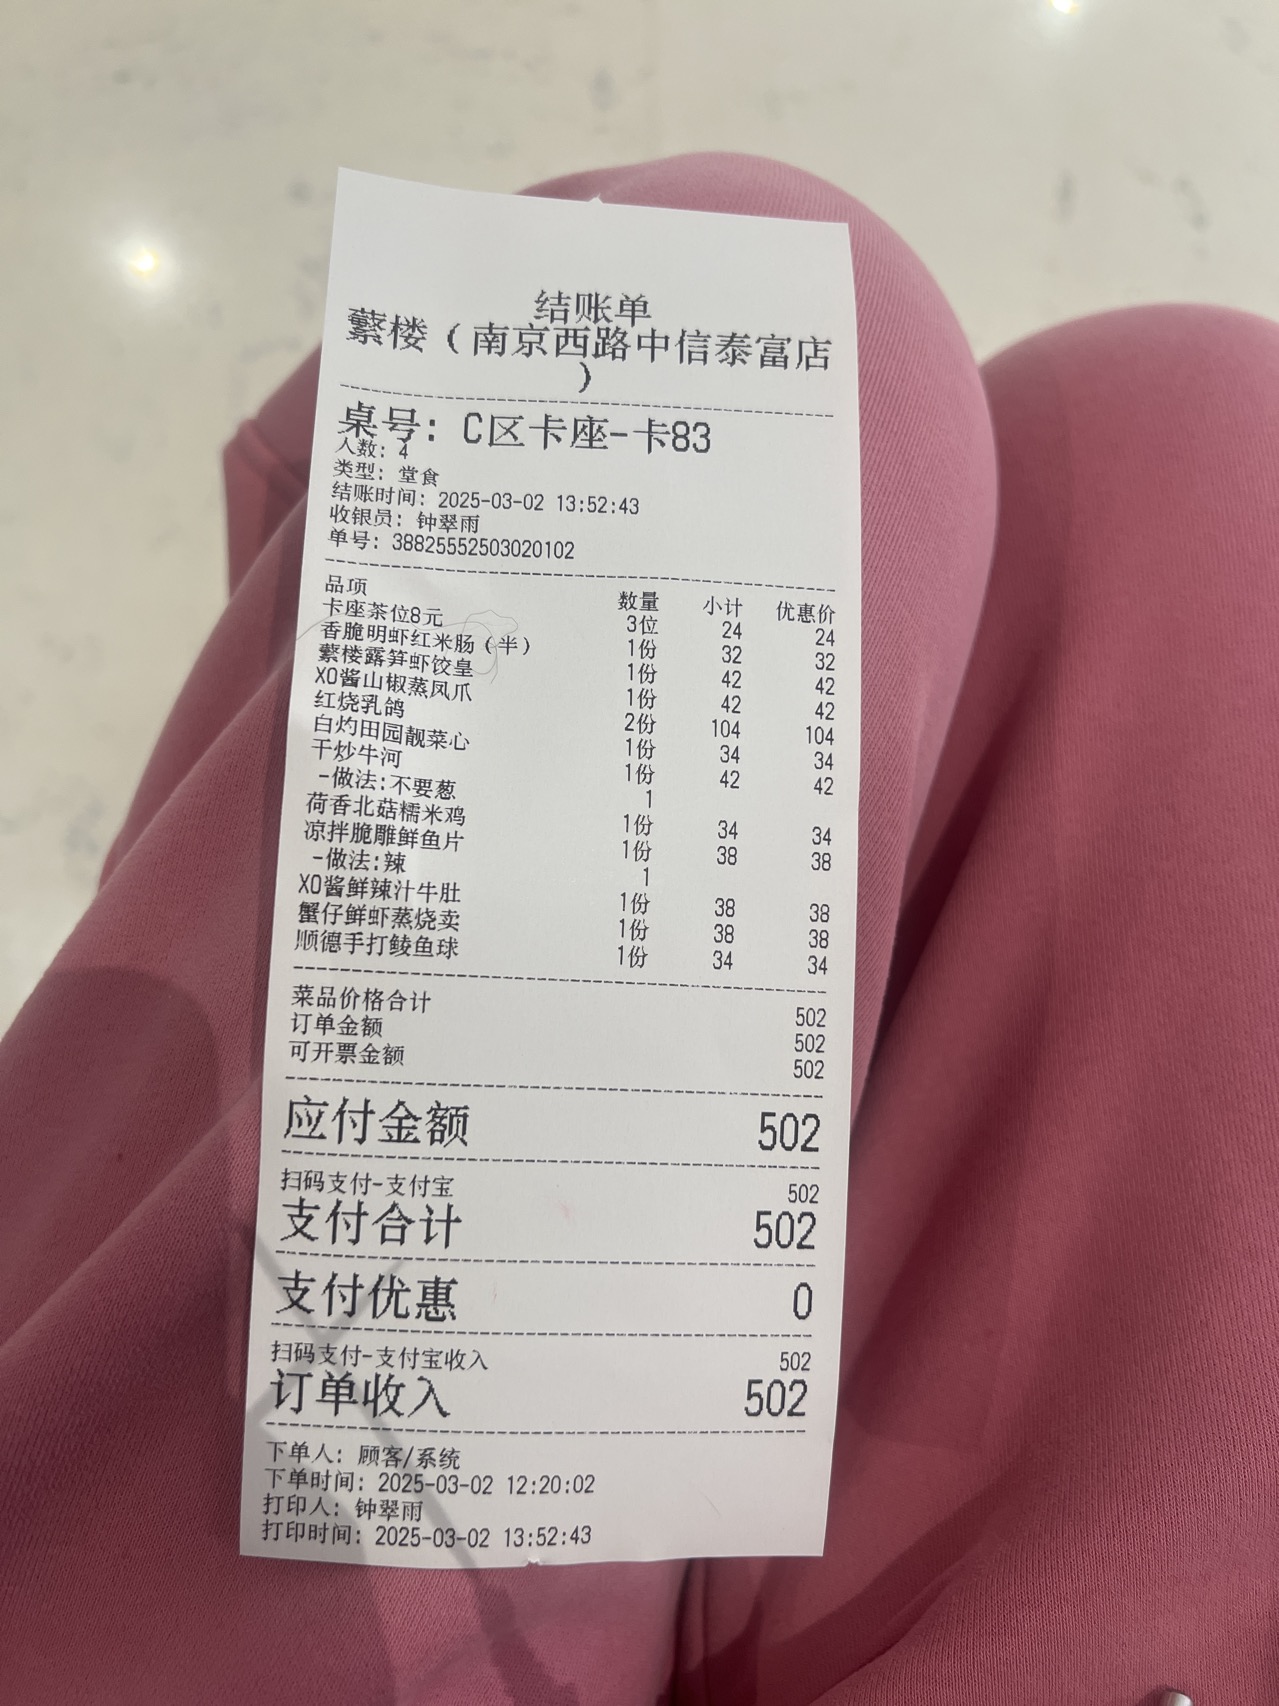 结账单
蘩楼（南京西路中信泰富店
）
桌号：C区卡座-卡83
人数：4
类型：堂食
结账时间：2025-03-02 13:52:43
收银员：钟翠雨
单号：38825552503020102
品项 数量 小计 优惠价
卡座茶位8元 3位 24 24
香脆明虾红米肠（半） 1份 32 32
蘩楼露笋虾饺皇 1份 42 42
XO酱山椒蒸凤爪 1份 42 42
红烧乳鸽 2份 104 104
白灼田园靓菜心 1份 34 34
干炒牛河 1份 42 42
-做法:不要葱 1
荷香北菇糯米鸡 1份 34 34
凉拌脆雕鲜鱼片 1份 38 38
-做法:辣 1
XO酱鲜辣汁牛肚 1份 38 38
蟹仔鲜虾蒸烧卖 1份 38 38
顺德手打鲮鱼球 1份 34 34
菜品价格合计 502
订单金额 502
可开票金额 502
应付金额 502
扫码支付-支付宝 502
支付合计 502
支付优惠 0
扫码支付-支付宝收入 502
订单收入 502
下单人：顾客/系统
下单时间：2025-03-02 12:20:02
打印人：钟翠雨
打印时间：2025-03-02 13:52:43